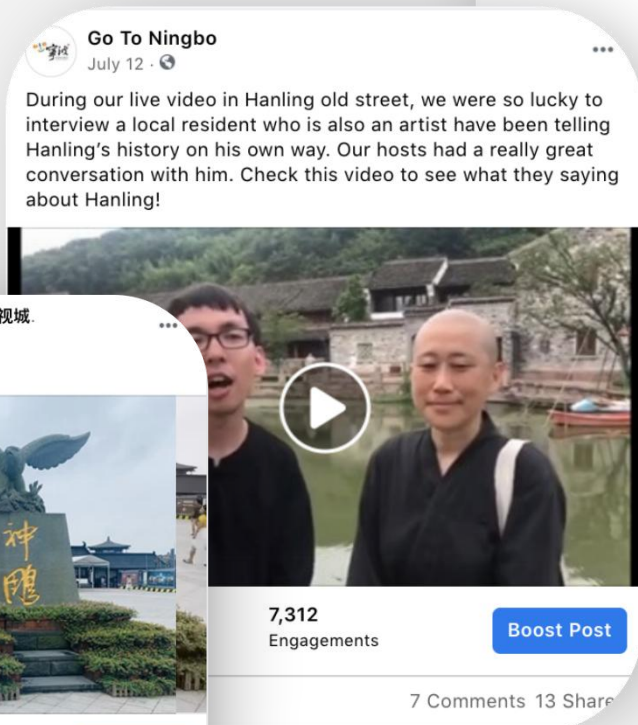 Go To Ningbo
July 12
During our live video in Hanling old street, we were so lucky to
interview a local resident who is also an artist have been telling
Hanling's history on his own way. Our hosts had a really great
conversation with him. Check this video to see what they saying
about Hanling!
视城.
神
鵰
7,312
Engagements
Boost Post
7 Comments 13 Share